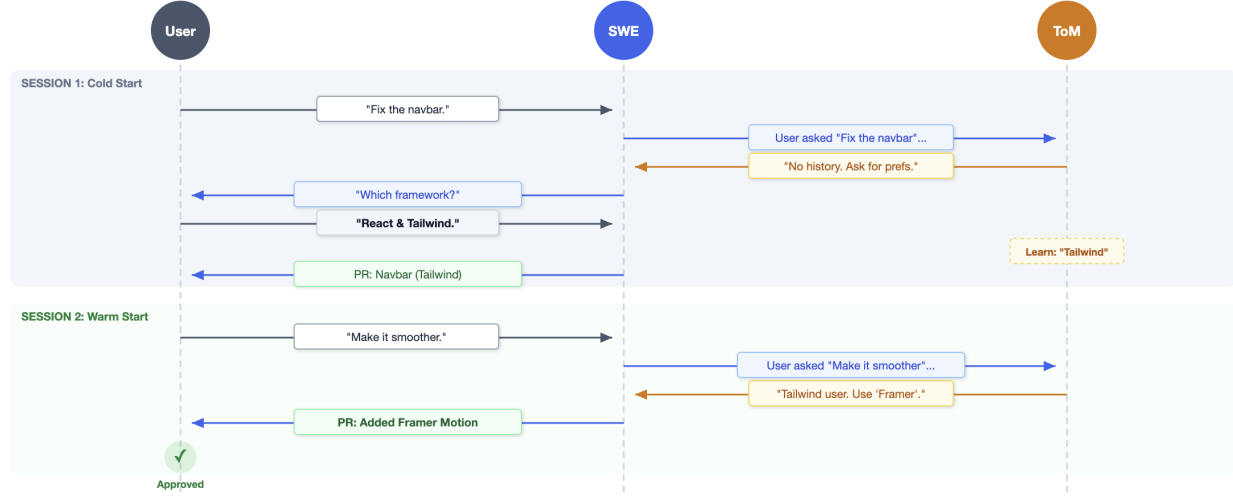 User
SWE
ToM
SESSION 1: Cold Start
"Fix the navbar."
User asked "Fix the navbar"...
"No history. Ask for prefs."
"Which framework?"
"React & Tailwind."
Learn: "Tailwind"
PR: Navbar (Tailwind)
SESSION 2: Warm Start
"Make it smoother."
User asked "Make it smoother"...
"Tailwind user. Use 'Framer'."
PR: Added Framer Motion
✓
Approved